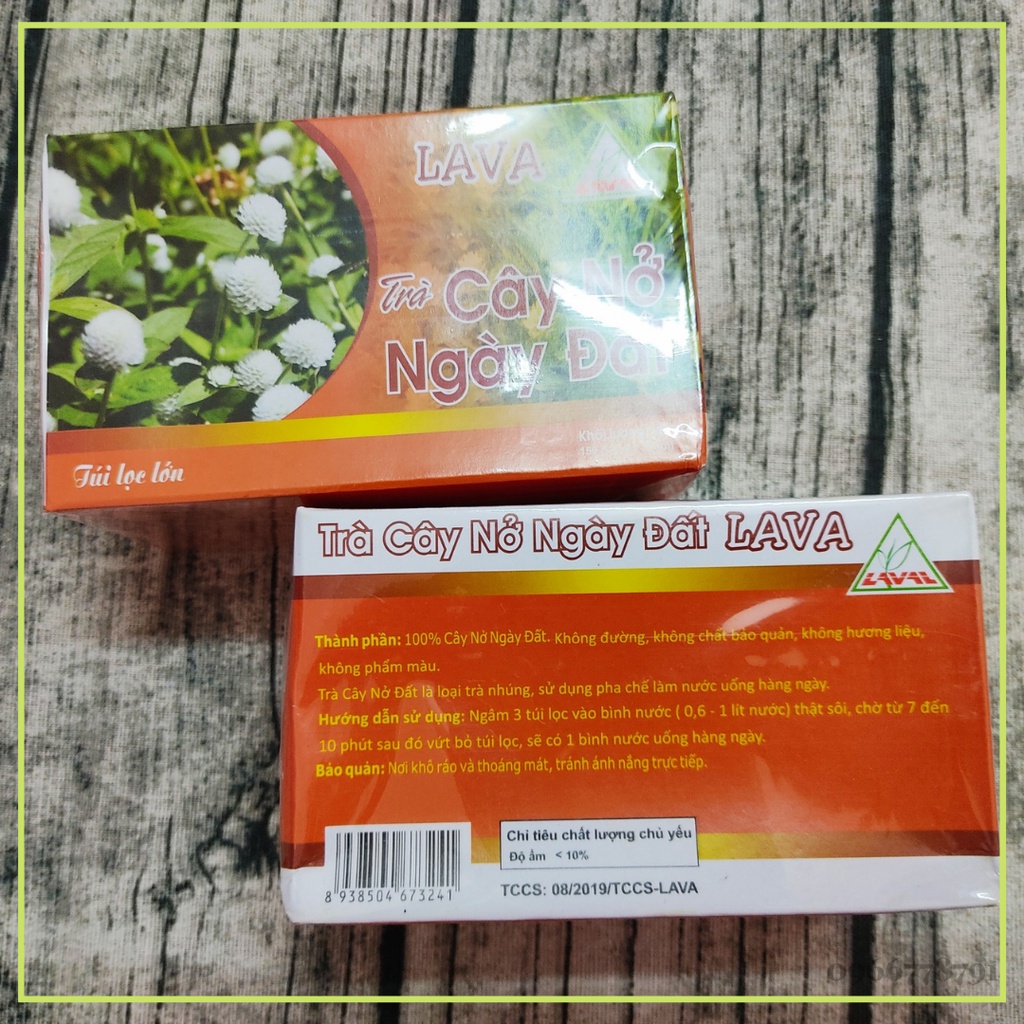 LAVA
LAVAL
Trà Cây Nở
Ngày Đất
Túi lọc lớn
Trà Cây Nở Ngày Đất LAVA
LAVAL
Thành phần: 100% Cây Nở Ngày Đất. Không đường, không chất bảo quản, không hương liệu,
không phẩm màu.
Trà Cây Nở Đất là loại trà nhúng, sử dụng pha chế làm nước uống hàng ngày.
Hướng dẫn sử dụng: Ngâm 3 túi lọc vào bình nước ( 0,6 - 1 lít nước) thật sôi, chờ từ 7 đến
10 phút sau đó vứt bỏ túi lọc, sẽ có 1 bình nước uống hàng ngày.
Bảo quản: Nơi khô ráo và thoáng mát, tránh ánh nắng trực tiếp.
Chỉ tiêu chất lượng chủ yếu
Độ ẩm < 10%
8 938504 673241
TCCS: 08/2019/TCCS-LAVA
0966778791